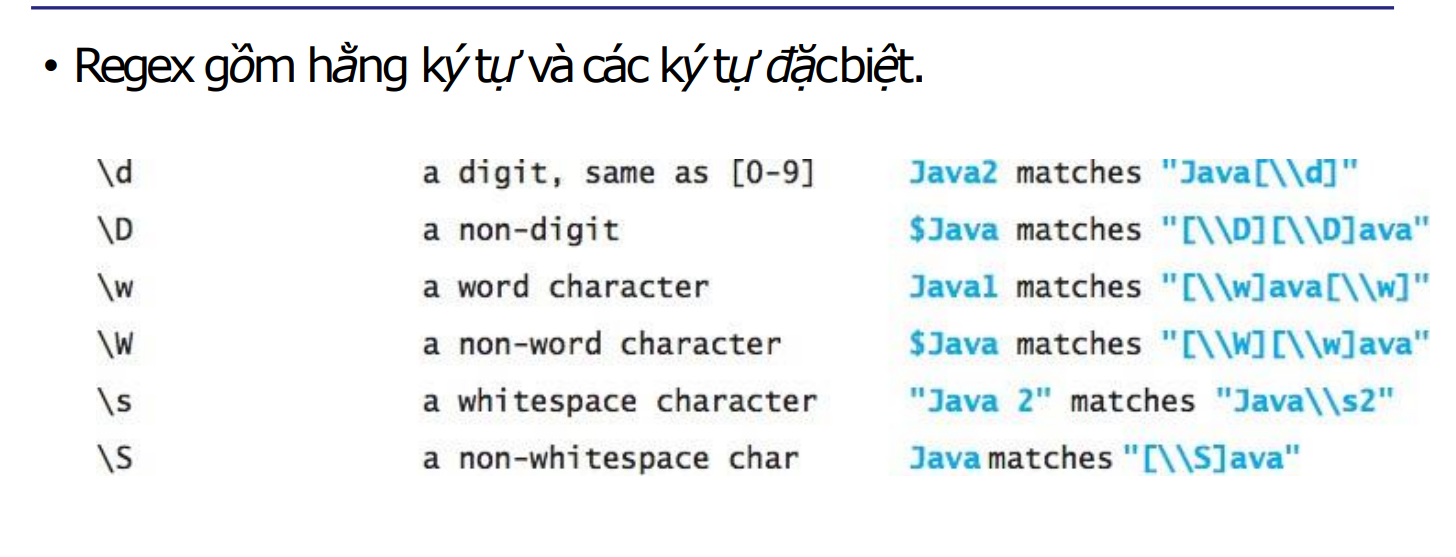 • Regex gồm hằng ký tự và các ký tự đặcbiệt.
\d a digit, same as [0-9] Java2 matches "Java[\\d]"
\D a non-digit $Java matches "[\\D][\\D]ava"
\w a word character Java1 matches "[\\w]ava[\\w]"
\W a non-word character $Java matches "[\\W][\\w]ava"
\s a whitespace character "Java 2" matches "Java\\s2"
\S a non-whitespace char Java matches "[\\S]ava"